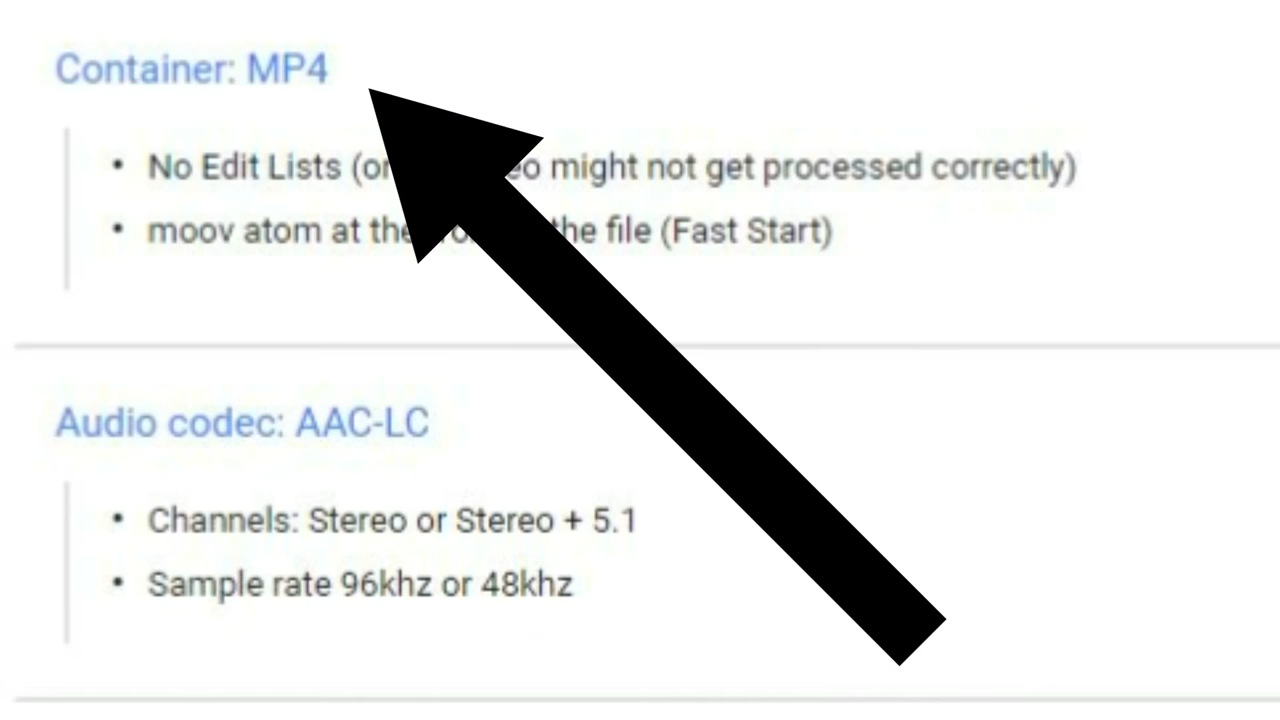 Container: MP4
• No Edit Lists (or might not get processed correctly)
• moov atom at the the file (Fast Start)
Audio codec: AAC-LC
• Channels: Stereo or Stereo + 5.1
• Sample rate 96khz or 48khz